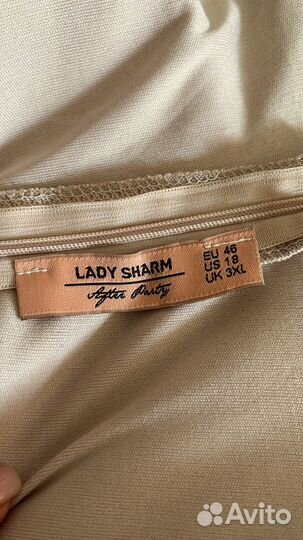 LADY SHARM
After Party
EU 46
US 18
UK 3XL
Avito